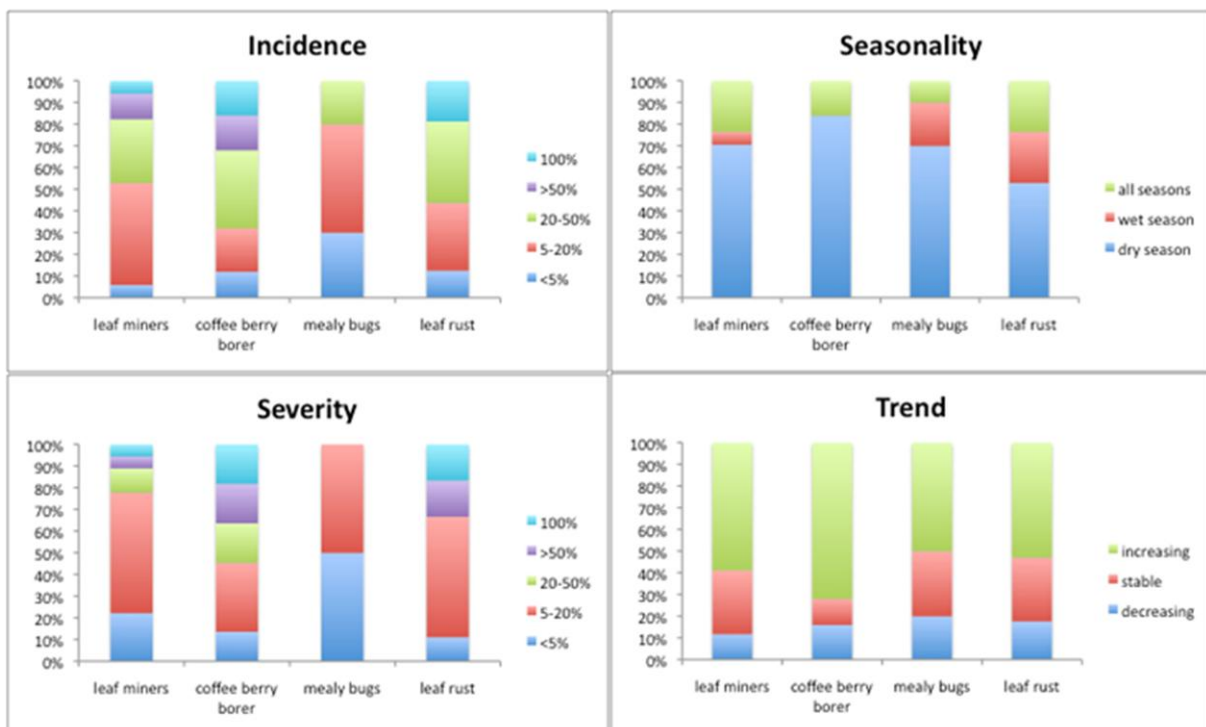 Incidence
100%
90%
80%
70%
60%
50%
40%
30%
20%
10%
0%
leaf miners
coffee berry
borer
mealy bugs
leaf rust
100%
>50%
20-50%
5-20%
<5%
Seasonality
100%
90%
80%
70%
60%
50%
40%
30%
20%
10%
0%
leaf miners
coffee berry
borer
mealy bugs
leaf rust
all seasons
wet season
dry season
Severity
100%
90%
80%
70%
60%
50%
40%
30%
20%
10%
0%
leaf miners
coffee berry
borer
mealy bugs
leaf rust
100%
>50%
20-50%
5-20%
<5%
Trend
100%
90%
80%
70%
60%
50%
40%
30%
20%
10%
0%
leaf miners
coffee berry
borer
mealy bugs
leaf rust
increasing
stable
decreasing